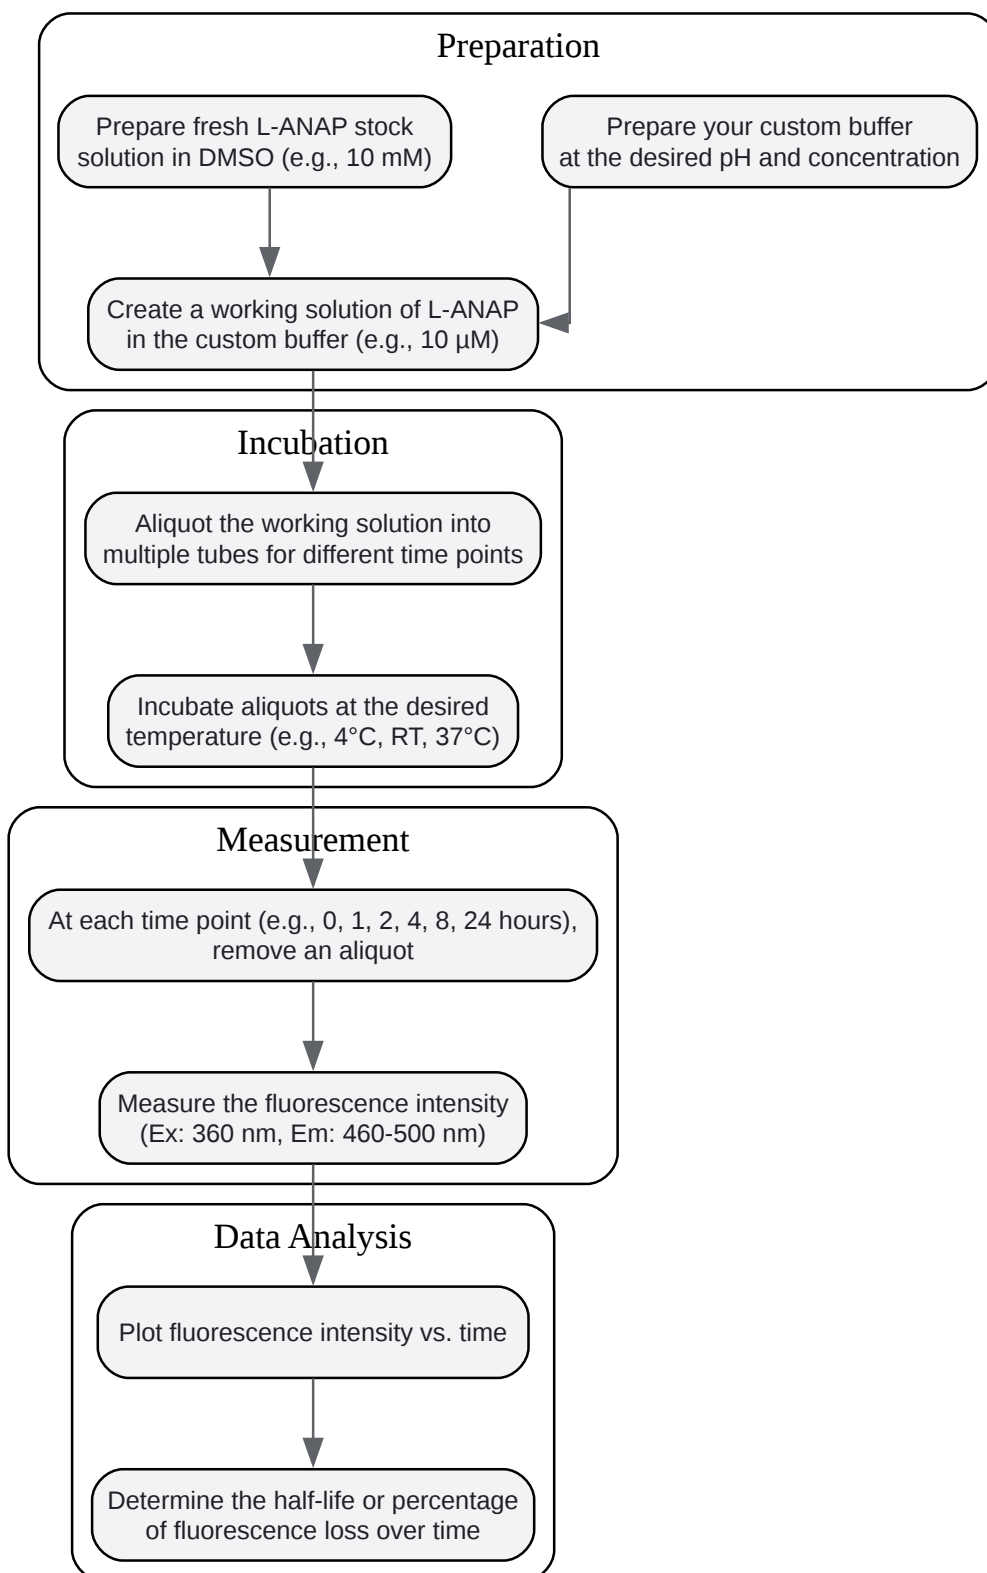 Preparation
Prepare fresh L-ANAP stock
solution in DMSO (e.g., 10 mM)
Prepare your custom buffer
at the desired pH and concentration
Create a working solution of L-ANAP
in the custom buffer (e.g., 10 µM)
Incubation
Aliquot the working solution into
multiple tubes for different time points
Incubate aliquots at the desired
temperature (e.g., 4°C, RT, 37°C)
Measurement
At each time point (e.g., 0, 1, 2, 4, 8, 24 hours),
remove an aliquot
Measure the fluorescence intensity
(Ex: 360 nm, Em: 460-500 nm)
Data Analysis
Plot fluorescence intensity vs. time
Determine the half-life or percentage
of fluorescence loss over time